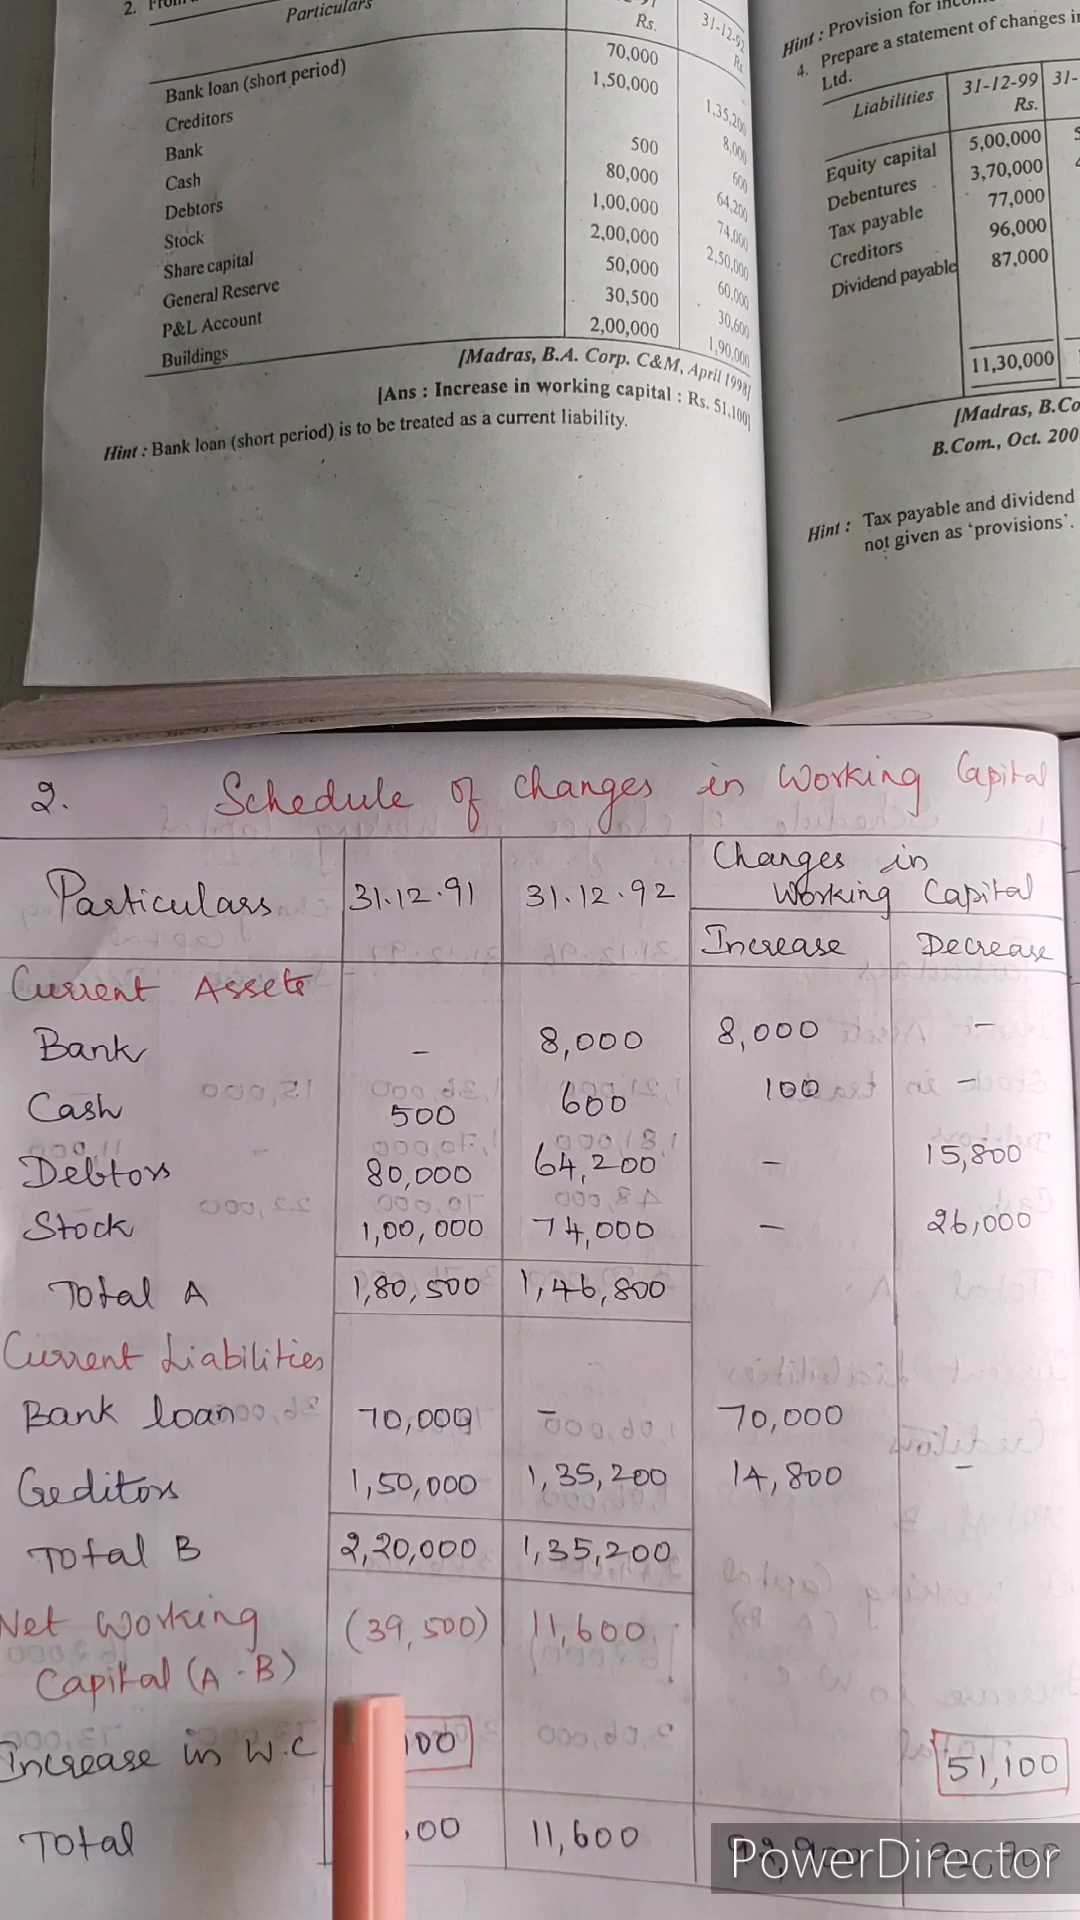 2.
Particulars
Rs.
31-12-92
Rs.
Bank loan (short period) 70,000
Creditors 1,50,000 1,35,200
Bank 8,000
Cash 500 600
Debtors 80,000 64,200
Stock 1,00,000 74,000
Share capital 2,00,000 2,50,000
General Reserve 50,000 60,000
P&L Account 30,500 30,600
Buildings 2,00,000 1,90,000
[Madras, B.A. Corp. C&M, April 1998]
[Ans : Increase in working capital : Rs. 51,100]
Hint : Bank loan (short period) is to be treated as a current liability.
Hint : Provision for
4. Prepare a statement of changes
Ltd.
Liabilities 31-12-99 31-
Rs.
Equity capital 5,00,000
Debentures 3,70,000
Tax payable 77,000
Creditors 96,000
Dividend payable 87,000
11,30,000
[Madras, B.Co
B.Com., Oct. 200
Hint : Tax payable and dividend
not given as 'provisions'.
2. Schedule of changes in Working Capital
Particulars 31.12.91 31.12.92 Changes in
Working Capital
Increase Decrease
Current Assets
Bank - 8,000 8,000 -
Cash 500 600 100 -
Debtors 80,000 64,200 - 15,800
Stock 1,00,000 74,000 - 26,000
Total A 1,80,500 1,46,800
Current Liabilities
Bank loan 70,000 - 70,000
Creditors 1,50,000 1,35,200 14,800 -
Total B 2,20,000 1,35,200
Net Working (39,500) 11,600
Capital (A - B)
Increase in W.C 100 51,100
Total 00 11,600
PowerDirector